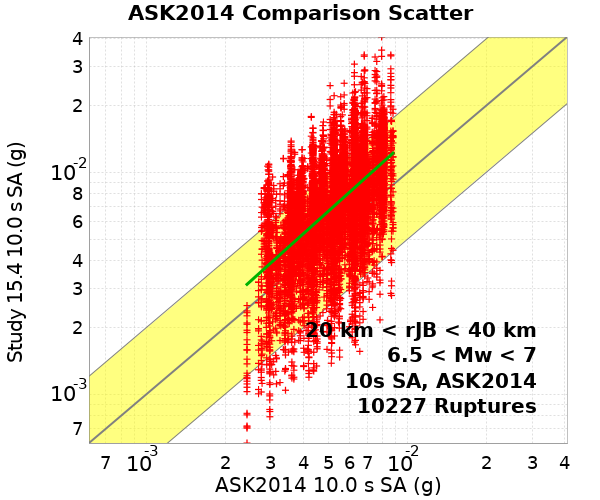 ASK2014 Comparison Scatter
Study 15.4 10.0 s SA (g)
4
3
2
10-2
8
6
4
3
2
10-3
7
20 km < rJB < 40 km
6.5 < Mw < 7
10s SA, ASK2014
10227 Ruptures
7 10-3 2 3 4 5 6 7 10-2 2 3 4
ASK2014 10.0 s SA (g)